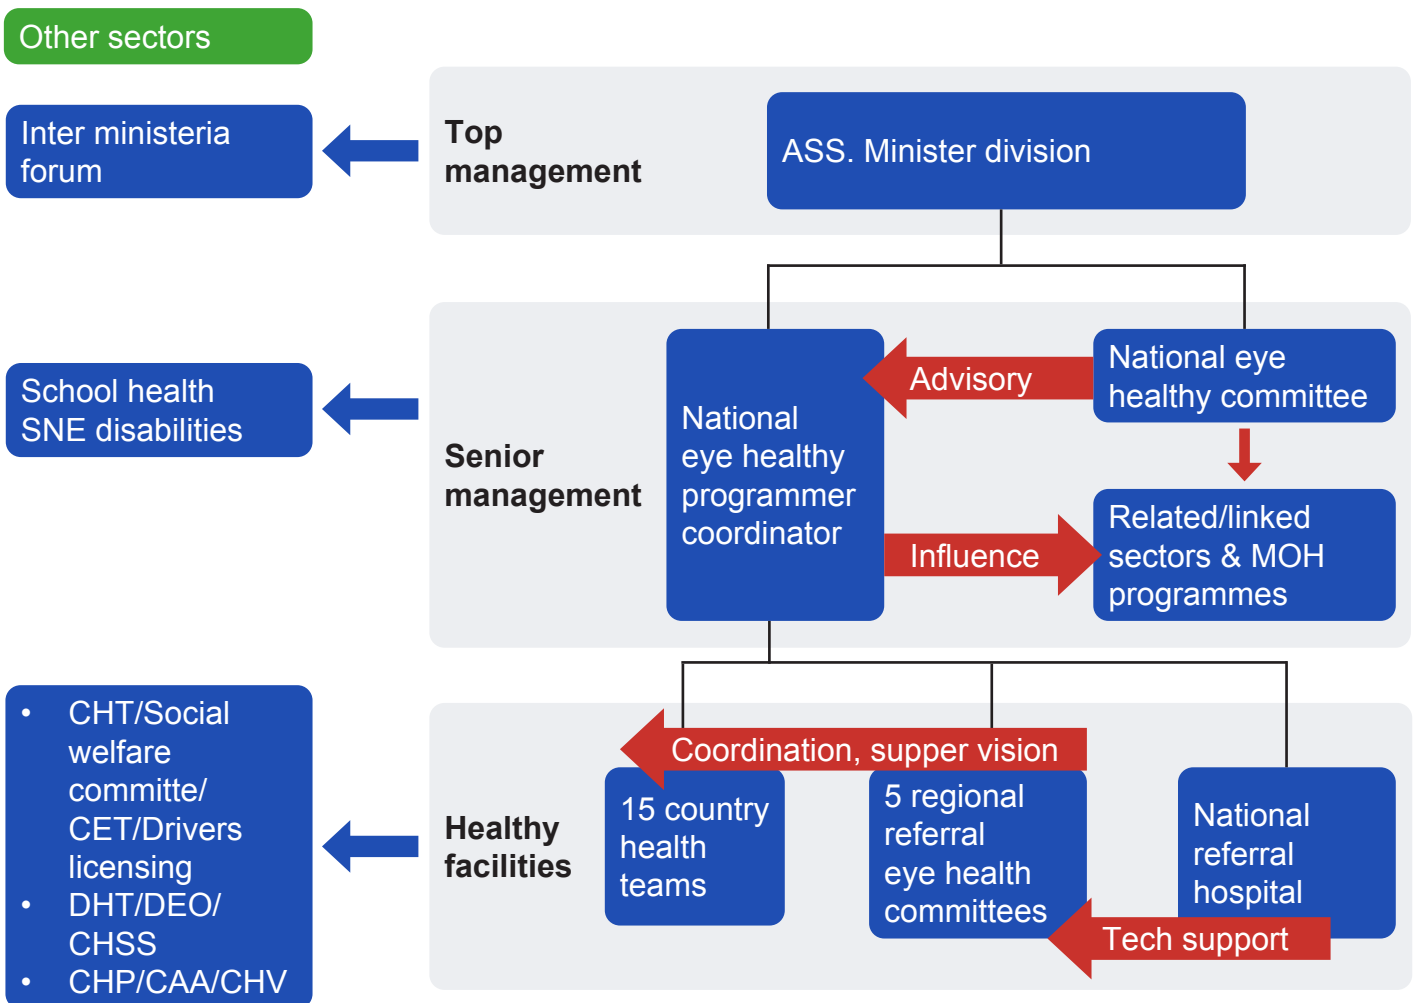 Other sectors
Inter ministeria
forum
Top
management
ASS. Minister division
School health
SNE disabilities
Senior
management
National
eye healthy
programmer
coordinator
Advisory
National eye
healthy committee
Influence
Related/linked
sectors & MOH
programmes
• CHT/Social
welfare
committe/
CET/Drivers
licensing
• DHT/DEO/
CHSS
• CHP/CAA/CHV
Healthy
facilities
Coordination, supper vision
15 country
health
teams
5 regional
referral
eye health
committees
National
referral
hospital
Tech support